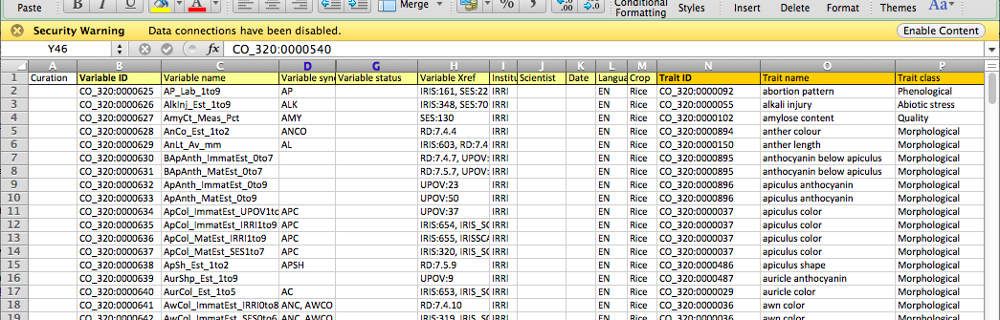 Paste B I U A Merge % .0 .00 Conditional Formatting Styles Insert Delete Format Themes Aa
Security Warning Data connections have been disabled. Enable Content
Y46 fx CO_320:0000540
A B C D G H I J K L M N O P
1 Curation Variable ID Variable name Variable syn Variable status Variable Xref Institu Scientist Date Langua Crop Trait ID Trait name Trait class
2 CO_320:0000625 AP_Lab_1to9 AP IRIS:161, SES:22 IRRI EN Rice CO_320:0000092 abortion pattern Phenological
3 CO_320:0000626 AlkInj_Est_1to9 ALK IRIS:348, SES:70 IRRI EN Rice CO_320:0000055 alkali injury Abiotic stress
4 CO_320:0000627 AmyCt_Meas_Pct AMY SES:130 IRRI EN Rice CO_320:0000102 amylose content Quality
5 CO_320:0000628 AnCo_Est_1to2 ANCO RD:7.4.4 IRRI EN Rice CO_320:0000894 anther colour Morphological
6 CO_320:0000629 AnLt_Av_mm AL IRIS:603, RD:7.4 IRRI EN Rice CO_320:0000150 anther length Morphological
7 CO_320:0000630 BApAnth_ImmatEst_0to7 RD:7.4.7, UPOV: IRRI EN Rice CO_320:0000895 anthocyanin below apiculus Morphological
8 CO_320:0000631 BApAnth_MatEst_0to7 RD:7.5.7, UPOV: IRRI EN Rice CO_320:0000895 anthocyanin below apiculus Morphological
9 CO_320:0000632 ApAnth_ImmatEst_0to9 UPOV:23 IRRI EN Rice CO_320:0000896 apiculus anthocyanin Morphological
10 CO_320:0000633 ApAnth_MatEst_0to9 UPOV:50 IRRI EN Rice CO_320:0000896 apiculus anthocyanin Morphological
11 CO_320:0000634 ApCol_ImmatEst_UPOV1to APC UPOV:37 IRRI EN Rice CO_320:0000037 apiculus color Morphological
12 CO_320:0000635 ApCol_ImmatEst_IRRI1to9 APC IRIS:654, IRIS_SC IRRI EN Rice CO_320:0000037 apiculus color Morphological
13 CO_320:0000636 ApCol_MatEst_IRRI1to9 APC IRIS:655, IRISSCA IRRI EN Rice CO_320:0000037 apiculus color Morphological
14 CO_320:0000637 ApCol_MatEst_SES1to7 APC IRIS:320, IRIS_SC IRRI EN Rice CO_320:0000037 apiculus color Morphological
15 CO_320:0000638 ApSh_Est_1to2 APSH RD:7.5.9 IRRI EN Rice CO_320:0000486 apiculus shape Morphological
16 CO_320:0000639 AurShp_Est_1to9 UPOV:9 IRRI EN Rice CO_320:0000487 auricle anthocyanin Morphological
17 CO_320:0000640 AurCol_Est_1to5 AC IRIS:653, IRIS_SC IRRI EN Rice CO_320:0000029 auricle color Morphological
18 CO_320:0000641 AwCol_ImmatEst_IRRI0to8 ANC, AWCO RD:7.4.10 IRRI EN Rice CO_320:0000036 awn color Morphological
19 CO_320:0000642 AwCol_ImmatEst_SES0to6 ANC, AWCO IRIS:319, IRIS_SC IRRI EN Rice CO_320:0000036 awn color Morphological